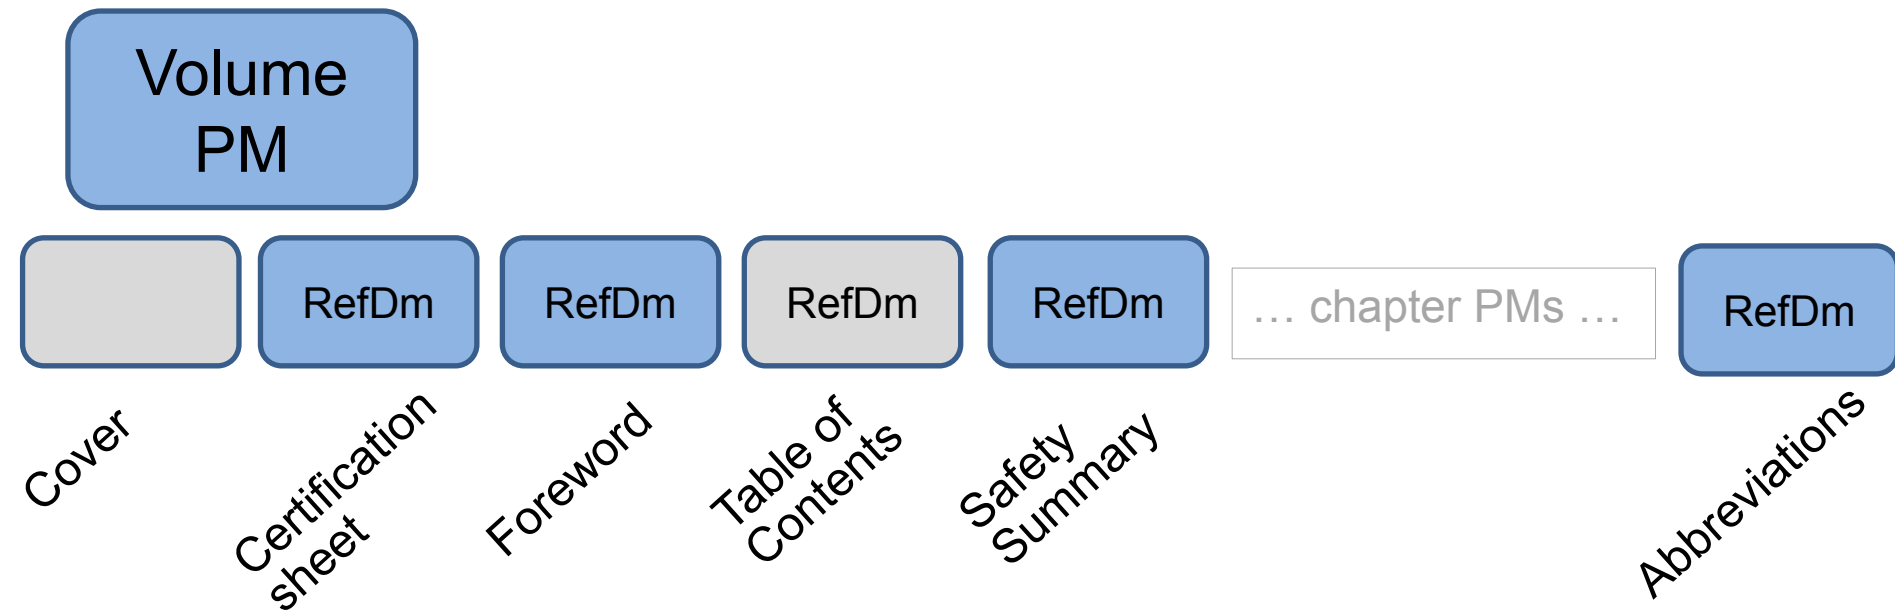 Volume
PM
RefDm
RefDm
RefDm
RefDm
… chapter PMs …
RefDm
Cover
Certification
sheet
Foreword
Table of
Contents
Safety
Summary
Abbreviations